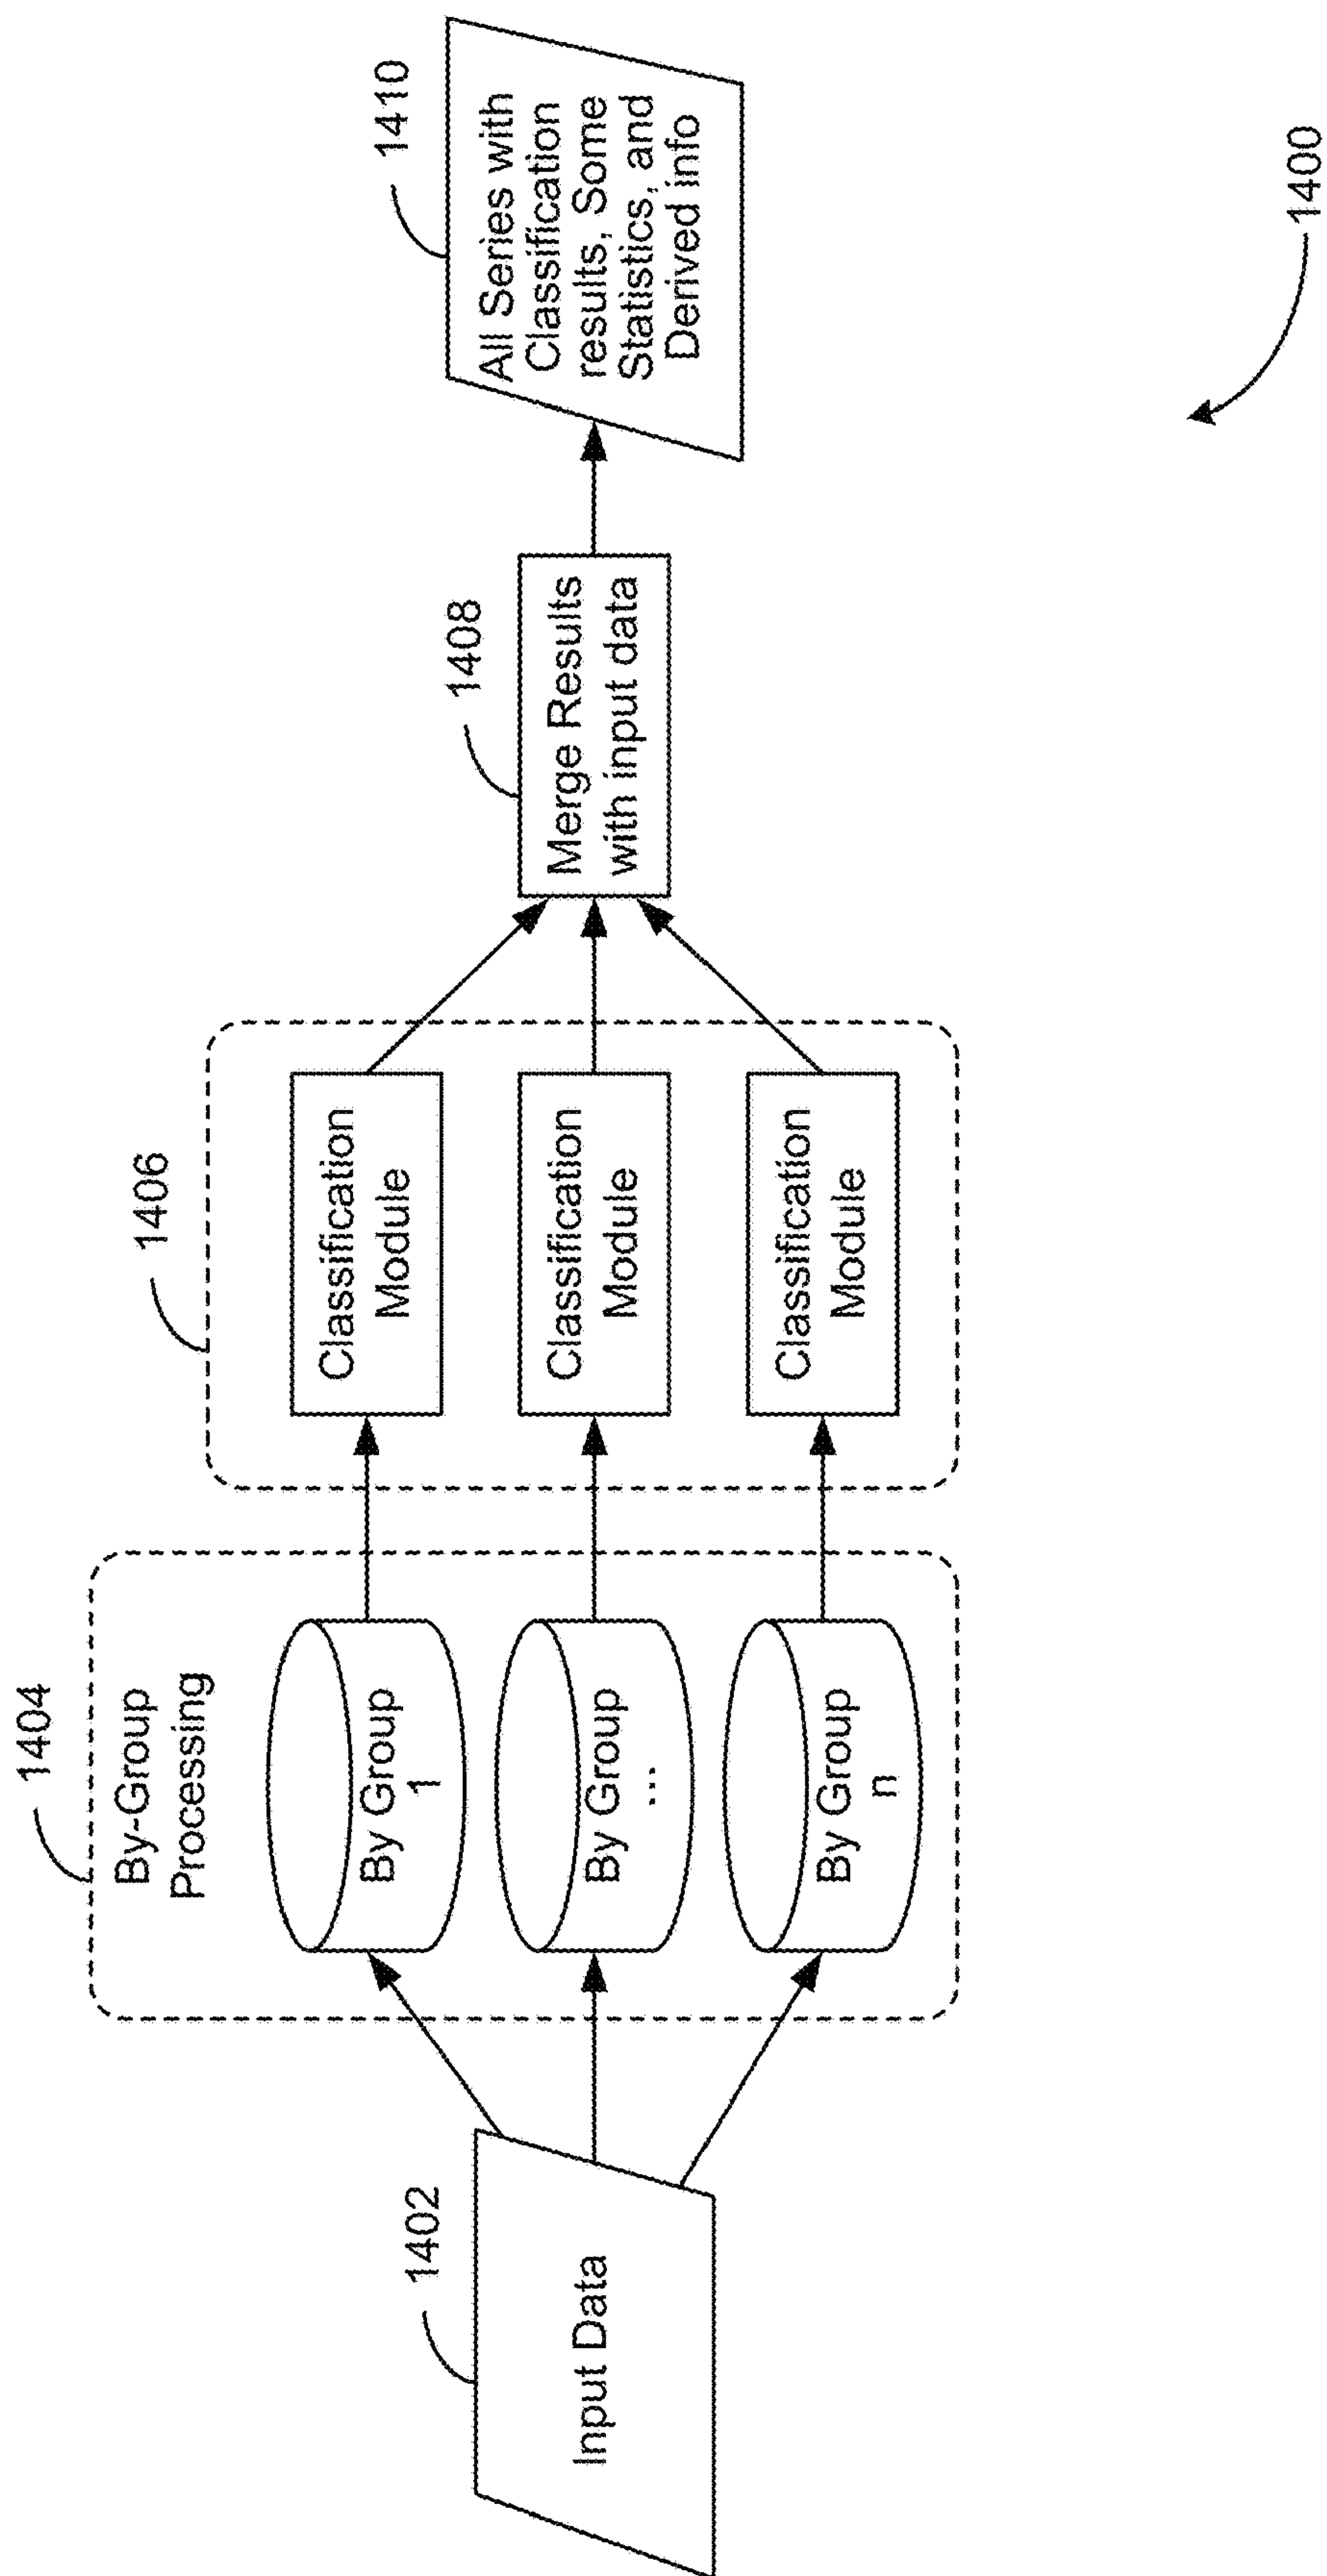 1402
Input Data
1404
By-Group
Processing
By Group
1
By Group
...
By Group
n
1406
Classification
Module
Classification
Module
Classification
Module
1408
Merge Results
with input data
1410
All Series with
Classification
results, Some
Statistics, and
Derived info
1400